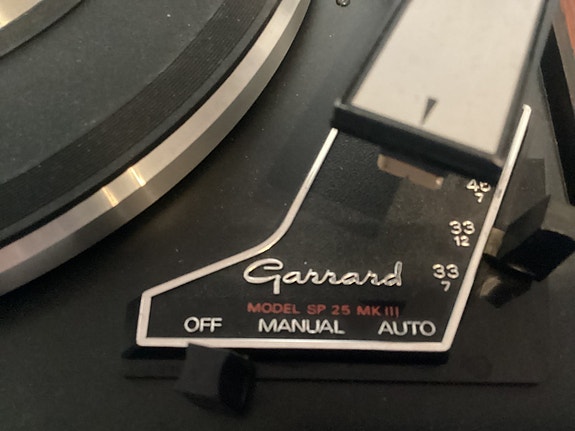 45
7
33
12
33
7
Garrard
MODEL SP 25 MK III
OFF MANUAL AUTO